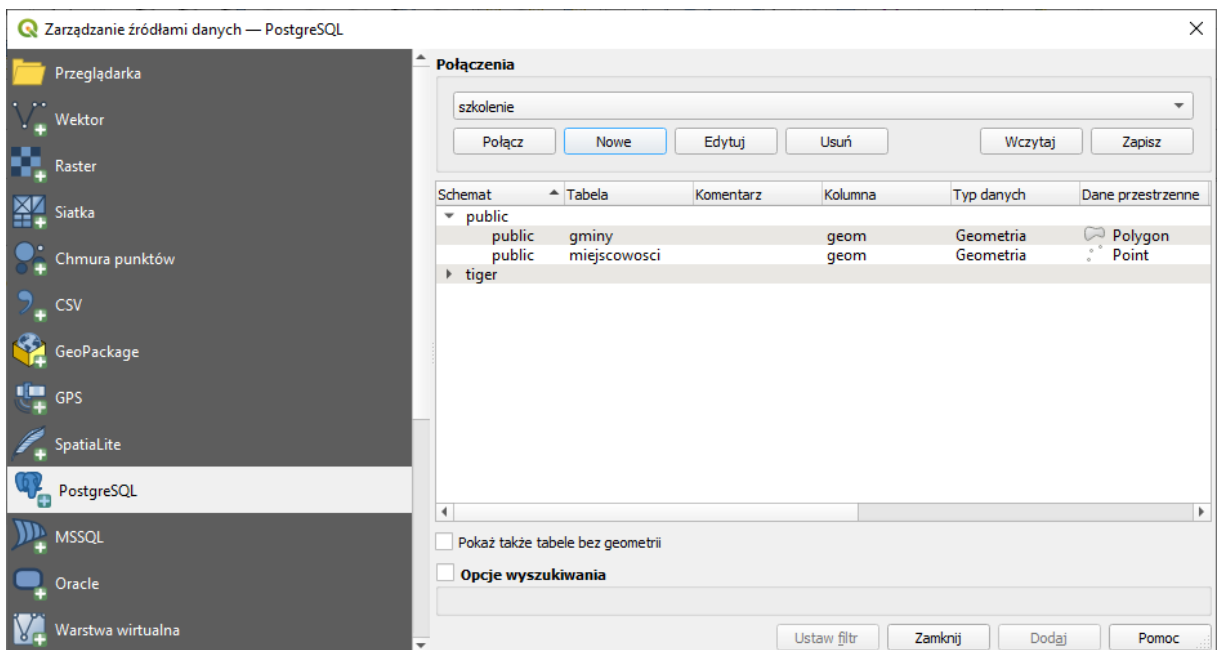 Zarządzanie źródłami danych — PostgreSQL
Przeglądarka
Wektor
Raster
Siatka
Chmura punktów
CSV
GeoPackage
GPS
SpatiaLite
PostgreSQL
MSSQL
Oracle
Warstwa wirtualna
Połączenia
szkolenie
Połącz Nowe Edytuj Usuń Wczytaj Zapisz
Schemat Tabela Komentarz Kolumna Typ danych Dane przestrzenne
public
public gminy geom Geometria Polygon
public miejscowosci geom Geometria Point
tiger
Pokaż także tabele bez geometrii
Opcje wyszukiwania
Ustaw filtr Zamknij Dodaj Pomoc